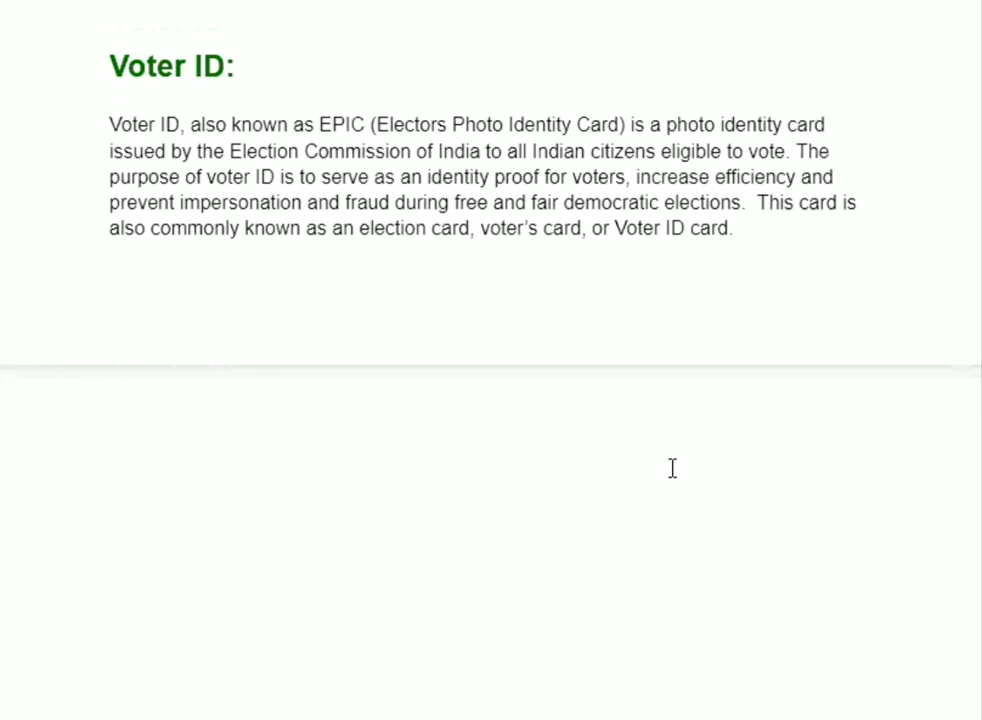 Voter ID:
Voter ID, also known as EPIC (Electors Photo Identity Card) is a photo identity card
issued by the Election Commission of India to all Indian citizens eligible to vote. The
purpose of voter ID is to serve as an identity proof for voters, increase efficiency and
prevent impersonation and fraud during free and fair democratic elections.  This card is
also commonly known as an election card, voter’s card, or Voter ID card.